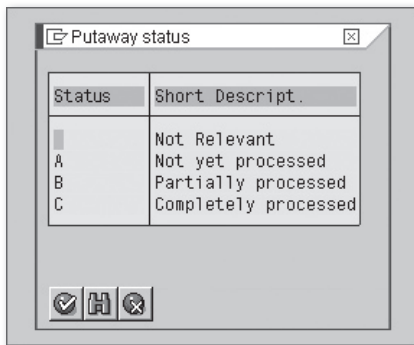 Putaway status
Status Short Descript.
Not Relevant
A Not yet processed
B Partially processed
C Completely processed